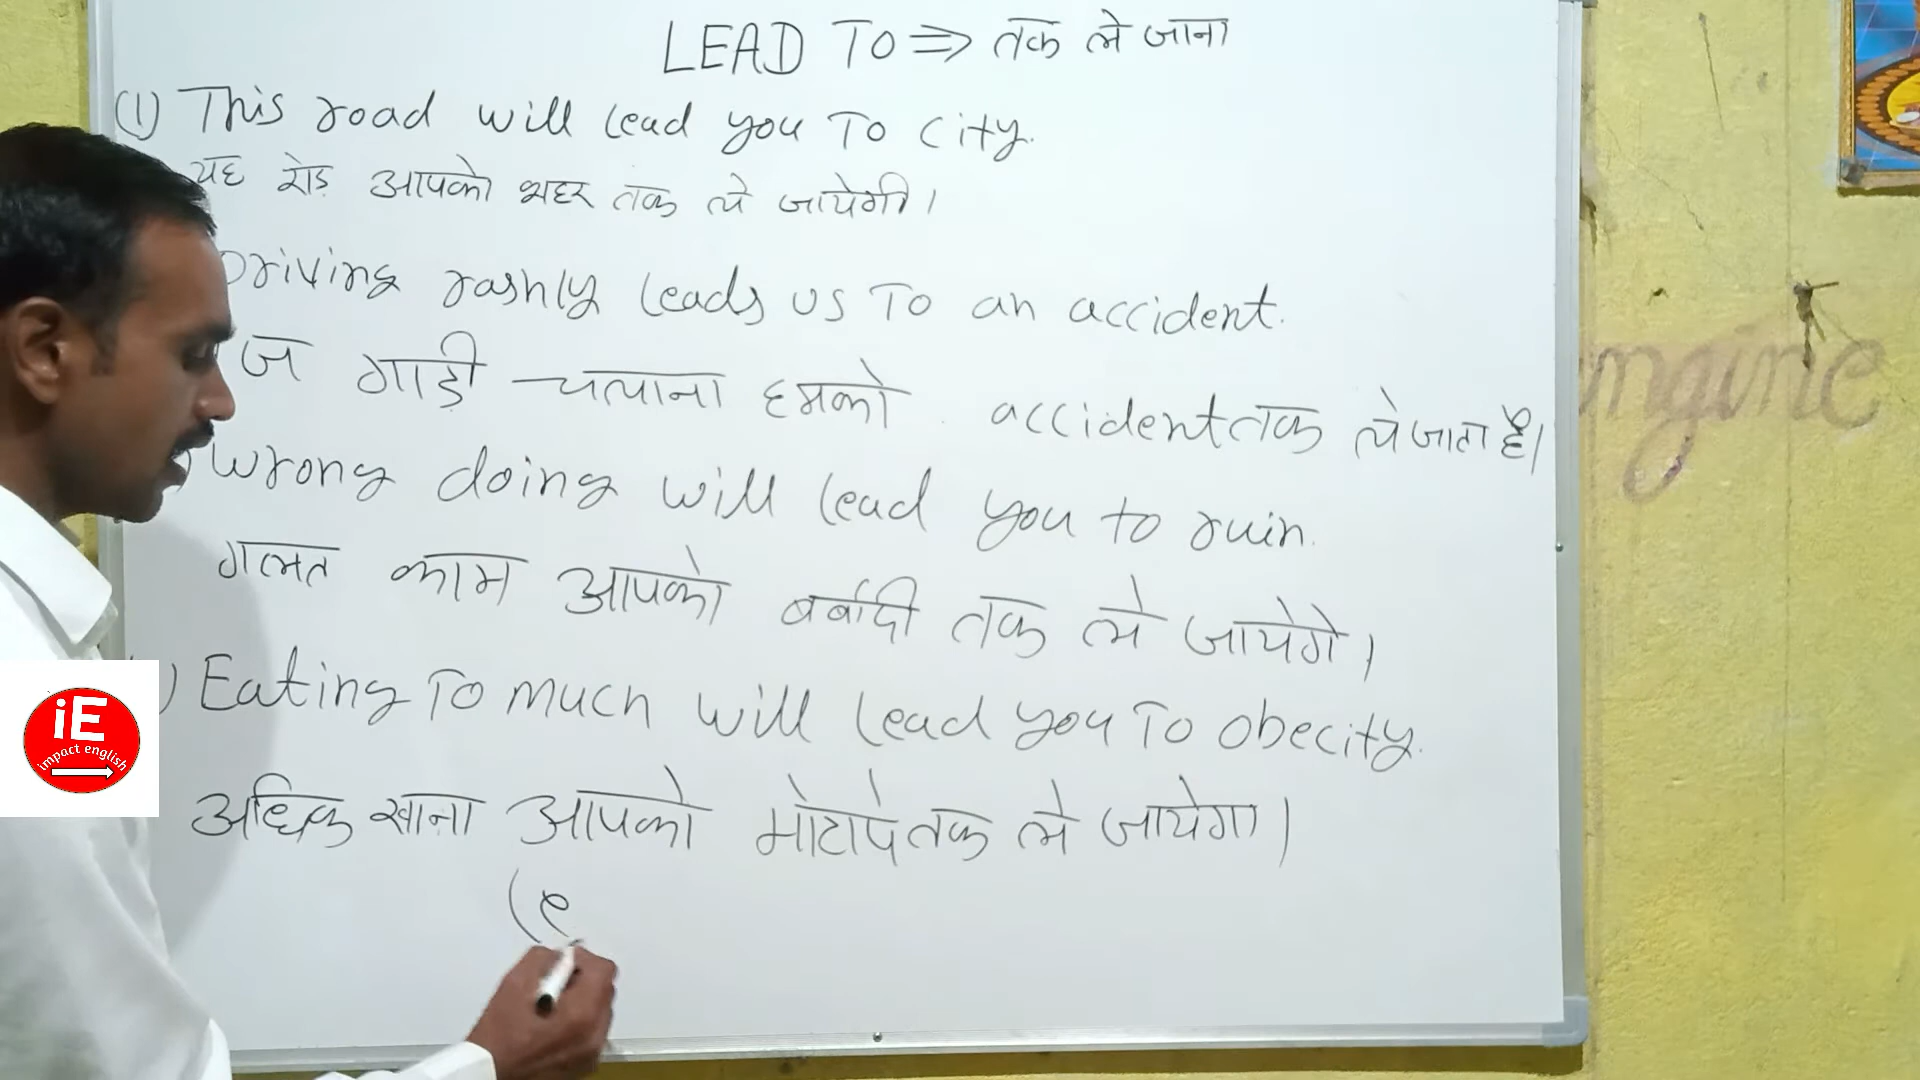 LEAD TO ⇒ तक ले जाना
(1) This road will lead you To City.
यह रोड़ आपको शहर तक ले जायेगी।
Driving rashly leads us To an accident.
ज गाड़ी चलाना हमको accident तक ले जाता है।
) Wrong doing will lead you to ruin.
गलत काम आपको बर्बादी तक ले जायेगे।
) Eating To much will lead you To obecity.
अधिक खाना आपको मोटापे तक ले जायेगा।
(e
iE
impact english